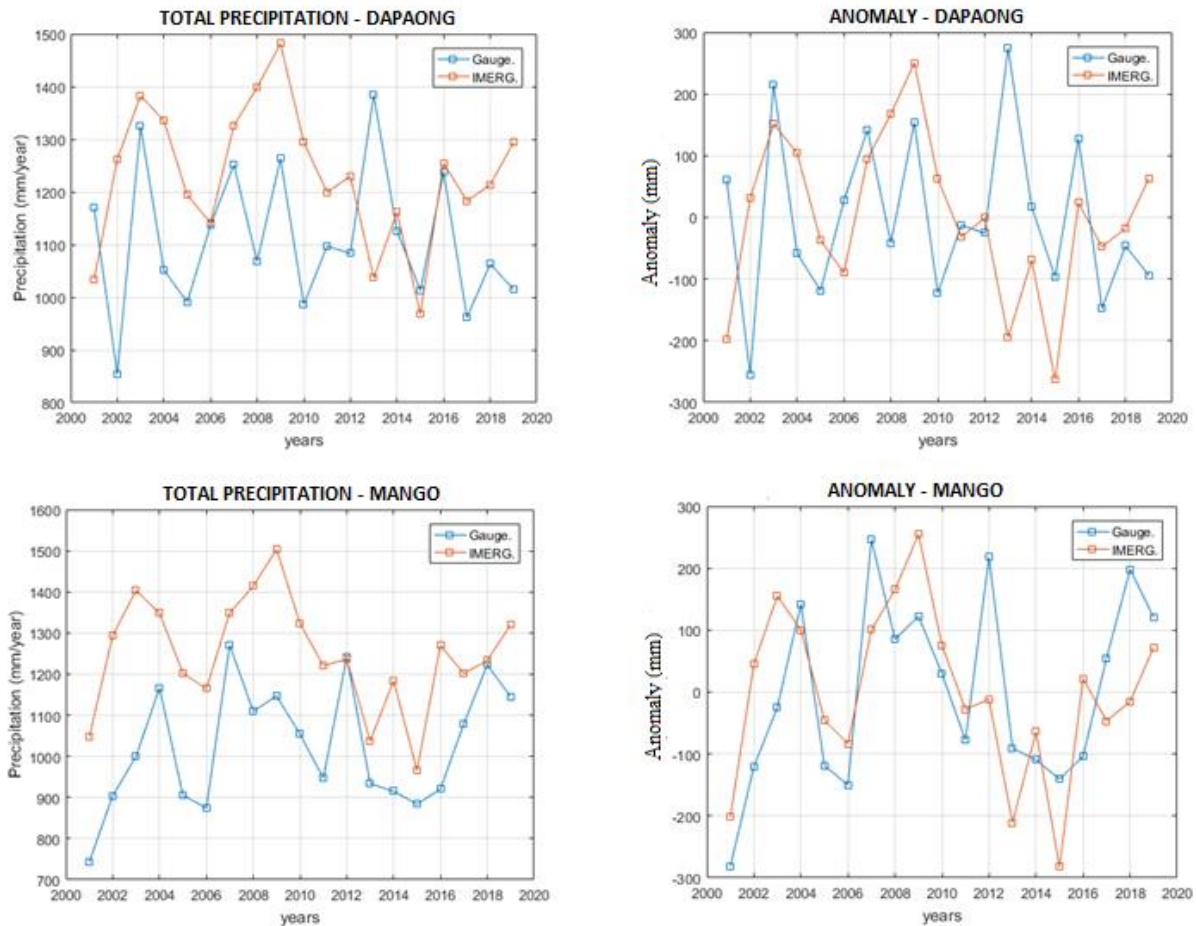 TOTAL PRECIPITATION - DAPAONG
1500
1400
1300
1200
1100
1000
900
800
Precipitation (mm/year)
Gauge.
IMERG.
2000 2002 2004 2006 2008 2010 2012 2014 2016 2018 2020
years
ANOMALY - DAPAONG
300
200
100
0
-100
-200
-300
Anomaly (mm)
Gauge.
IMERG.
2000 2002 2004 2006 2008 2010 2012 2014 2016 2018 2020
years
TOTAL PRECIPITATION - MANGO
1600
1500
1400
1300
1200
1100
1000
900
800
700
Precipitation (mm/year)
Gauge.
IMERG.
2000 2002 2004 2006 2008 2010 2012 2014 2016 2018 2020
years
ANOMALY - MANGO
300
200
100
0
-100
-200
-300
Anomaly (mm)
Gauge.
IMERG.
2000 2002 2004 2006 2008 2010 2012 2014 2016 2018 2020
years